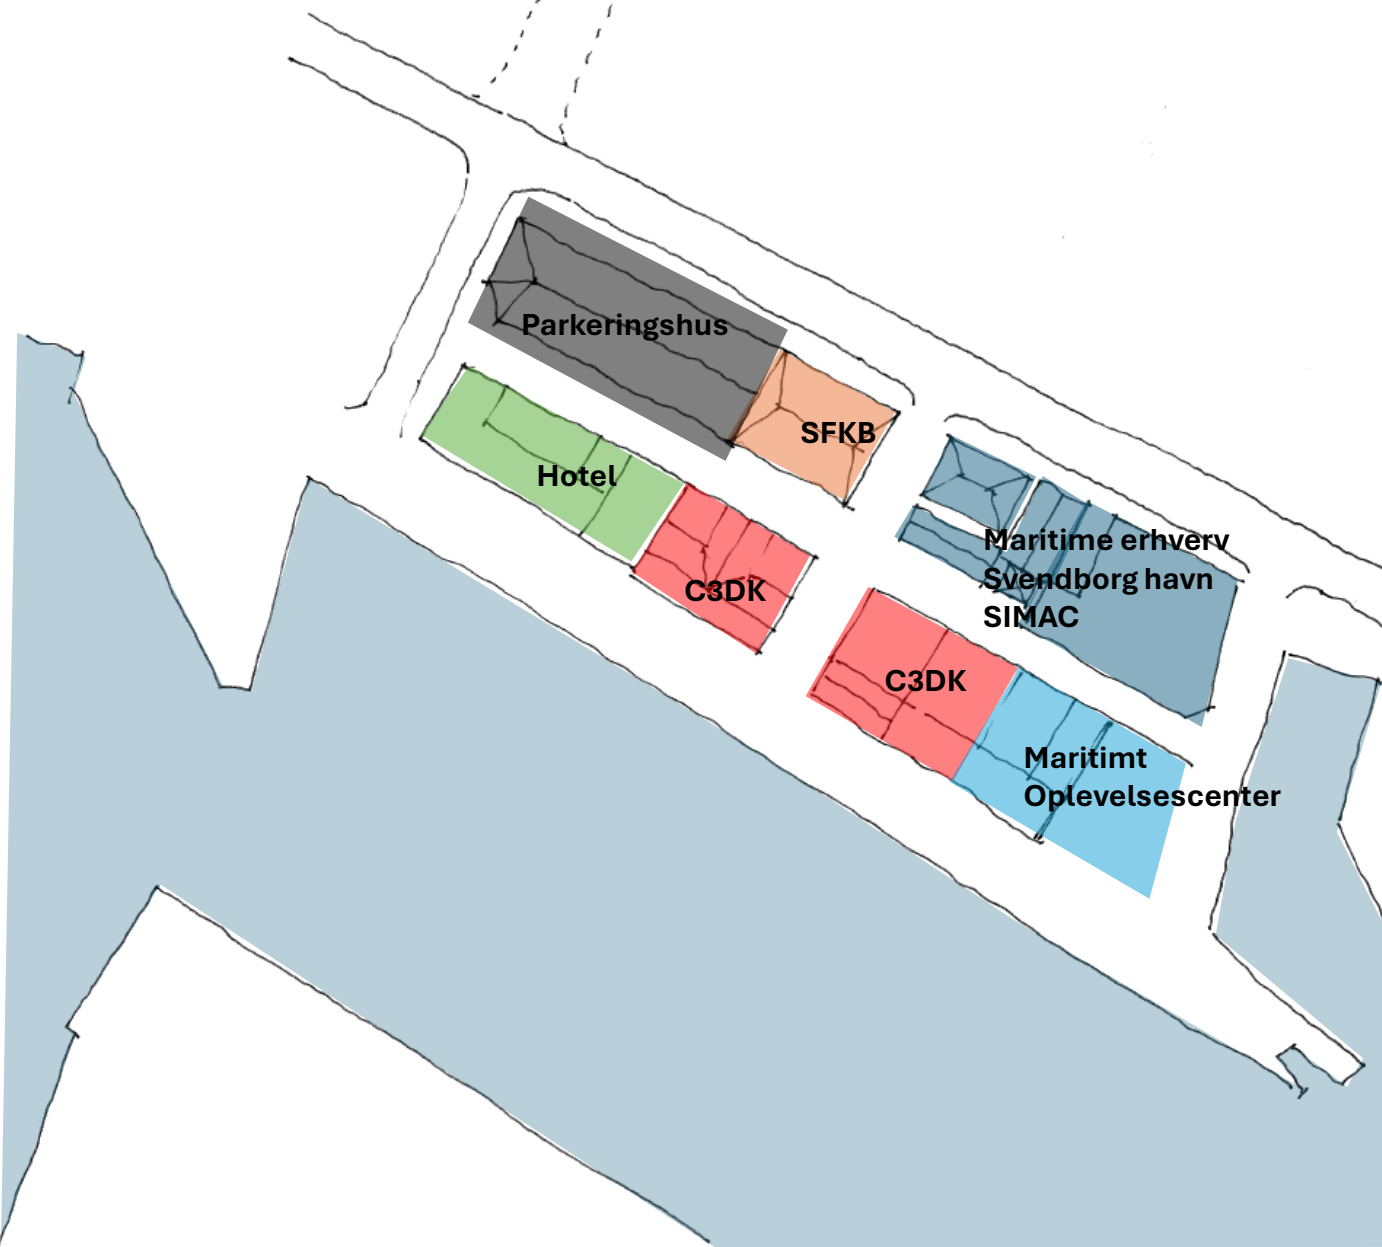 Parkeringshus
SFKB
Hotel
C3DK
Maritime erhverv
Svendborg havn
SIMAC
C3DK
Maritimt
Oplevelsescenter